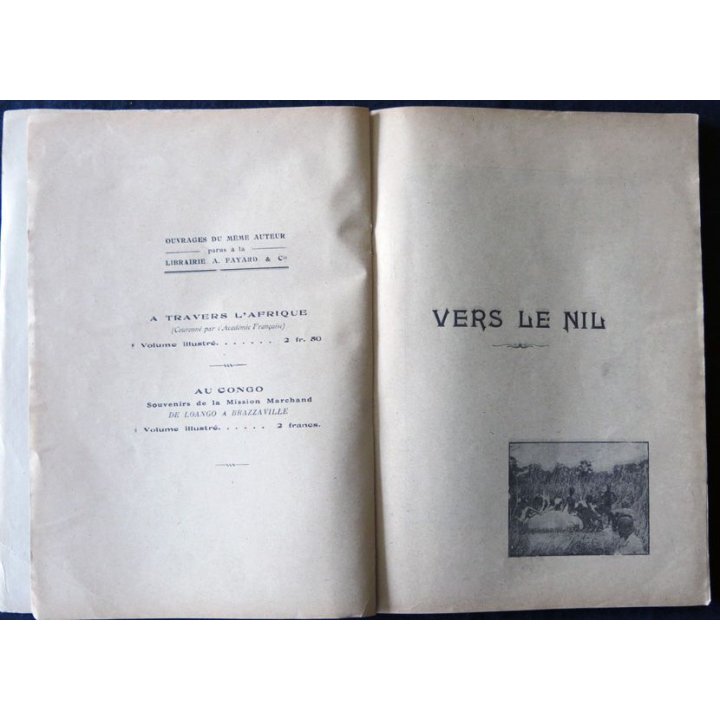 OUVRAGES DU MÊME AUTEUR
parus à la
LIBRAIRIE A. FAYARD & Cie
A TRAVERS L'AFRIQUE
(Couronné par l'Académie Française)
1 Volume illustré. . . . . . . 2 fr. 50
AU CONGO
Souvenirs de la Mission Marchand
DE LOANGO A BRAZZAVILLE
1 Volume illustré. . . . . . 2 francs.
VERS LE NIL